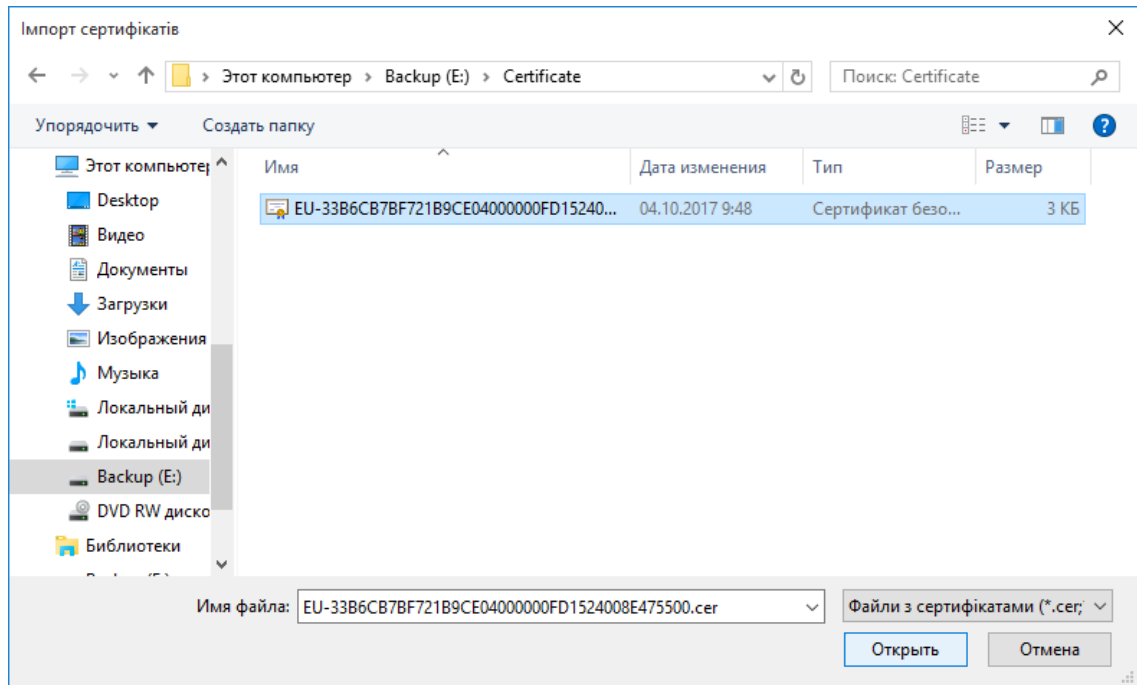 Імпорт сертифікатів
Этот компьютер > Backup (E:) > Certificate
Поиск: Certificate
Упорядочить
Создать папку
Имя
Дата изменения
Тип
Размер
EU-33B6CB7BF721B9CE04000000FD15240... 04.10.2017 9:48 Сертификат безо... 3 КБ
Этот компьютер
Desktop
Видео
Документы
Загрузки
Изображения
Музыка
Локальный ди
Локальный ди
Backup (E:)
DVD RW диско
Библиотеки
Имя файла: EU-33B6CB7BF721B9CE04000000FD1524008E475500.cer
Файли з сертифікатами (*.cer;
Открыть
Отмена